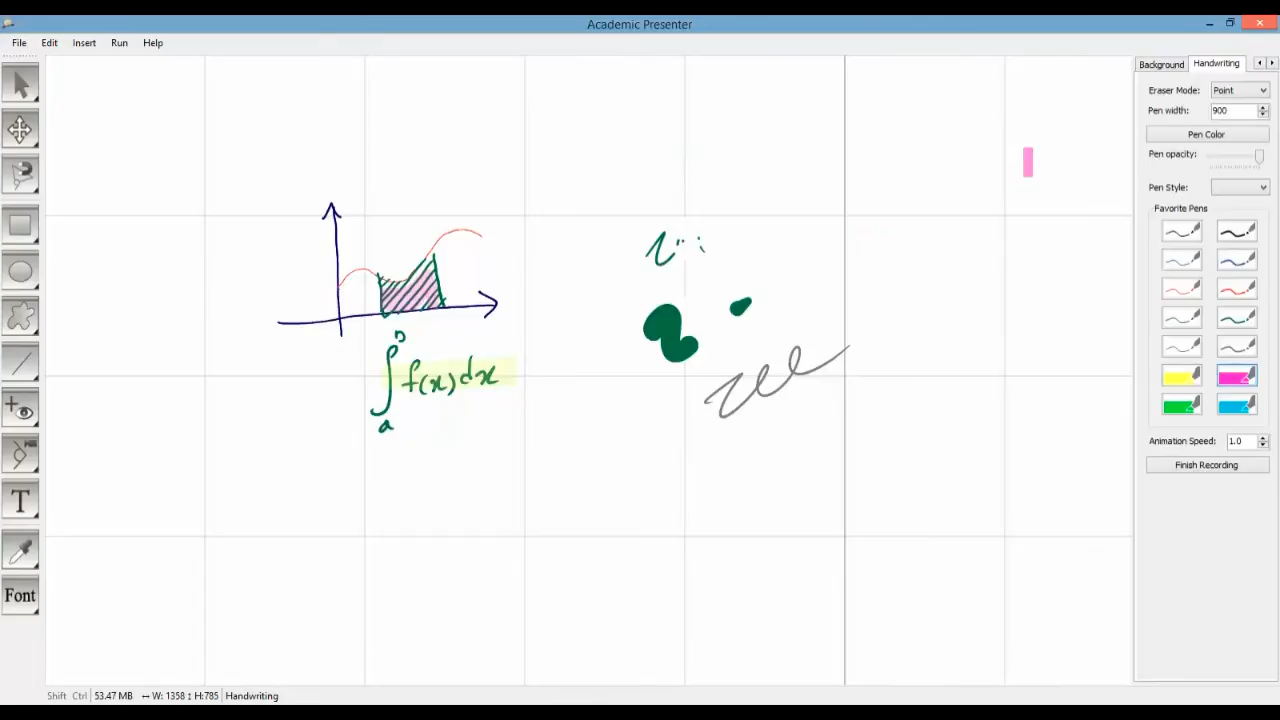 Academic Presenter
File Edit Insert Run Help
Background Handwriting
Eraser Mode: Point
Pen width: 900
Pen Color
Pen opacity:
Pen Style:
Favorite Pens
∫ f(x)dx
a
T
Font
Animation Speed: 1.0
Finish Recording
Shift Ctrl 53.47 MB ↔ W: 1358 ↕ H:785 Handwriting